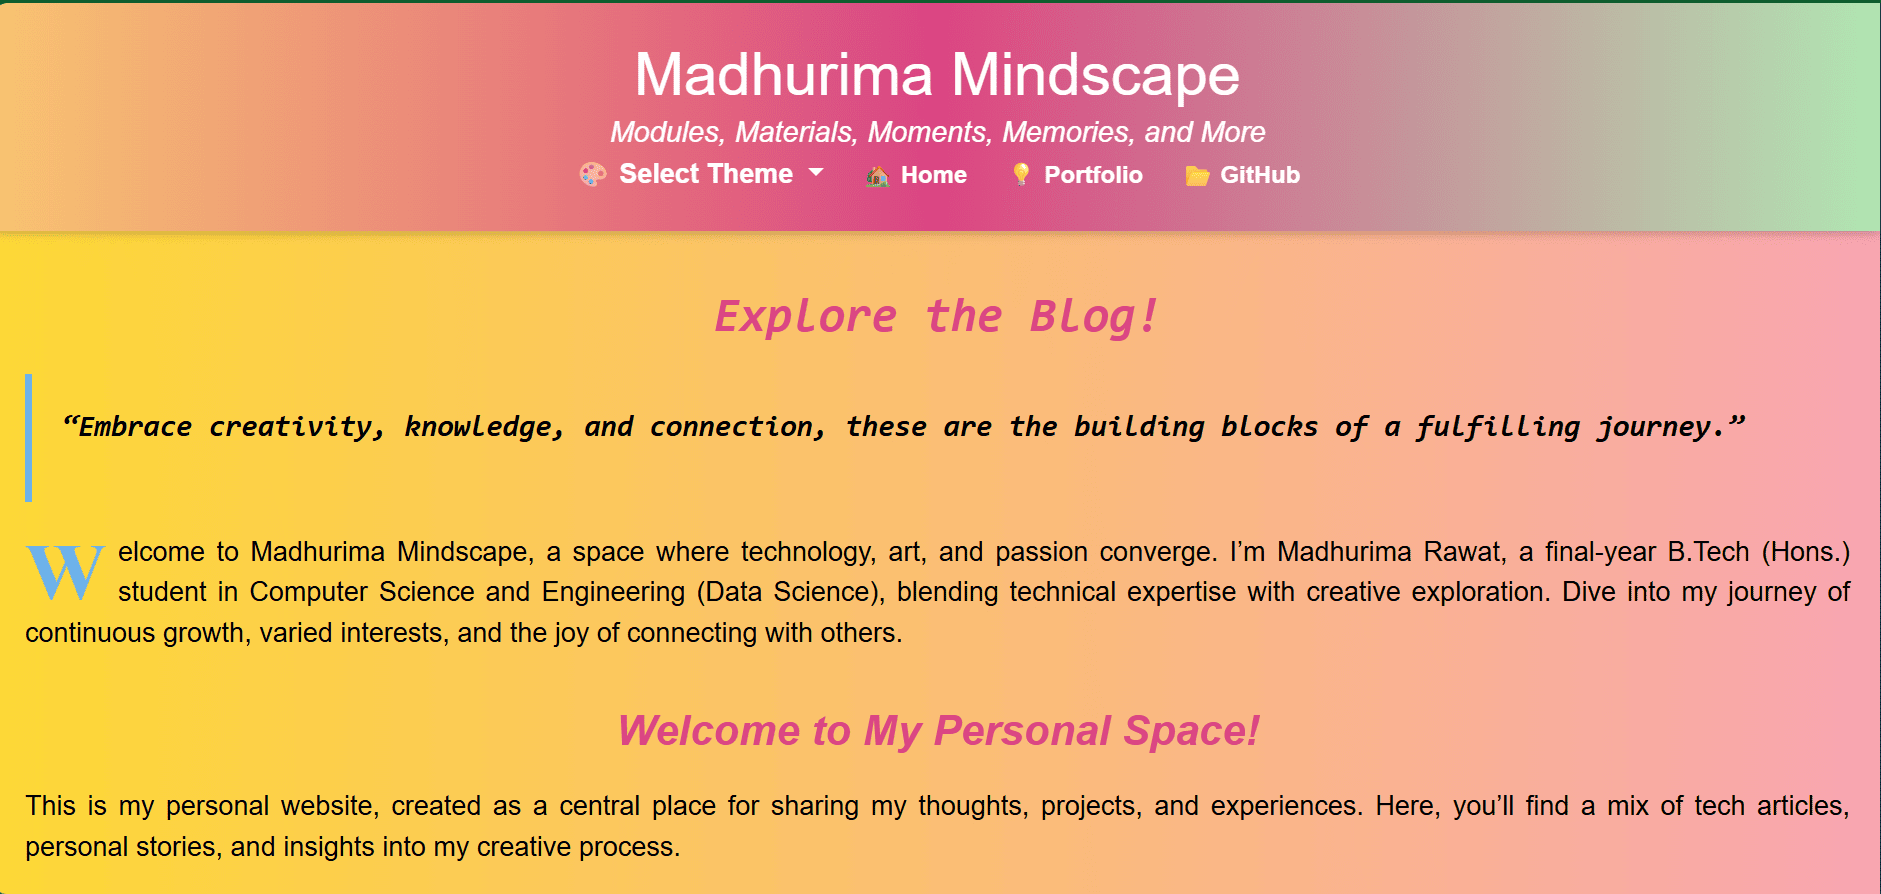 Madhurima Mindscape
Modules, Materials, Moments, Memories, and More
Select Theme Home Portfolio GitHub
Explore the Blog!
“Embrace creativity, knowledge, and connection, these are the building blocks of a fulfilling journey.”
Welcome to Madhurima Mindscape, a space where technology, art, and passion converge. I’m Madhurima Rawat, a final-year B.Tech (Hons.)
student in Computer Science and Engineering (Data Science), blending technical expertise with creative exploration. Dive into my journey of
continuous growth, varied interests, and the joy of connecting with others.
Welcome to My Personal Space!
This is my personal website, created as a central place for sharing my thoughts, projects, and experiences. Here, you’ll find a mix of tech articles,
personal stories, and insights into my creative process.